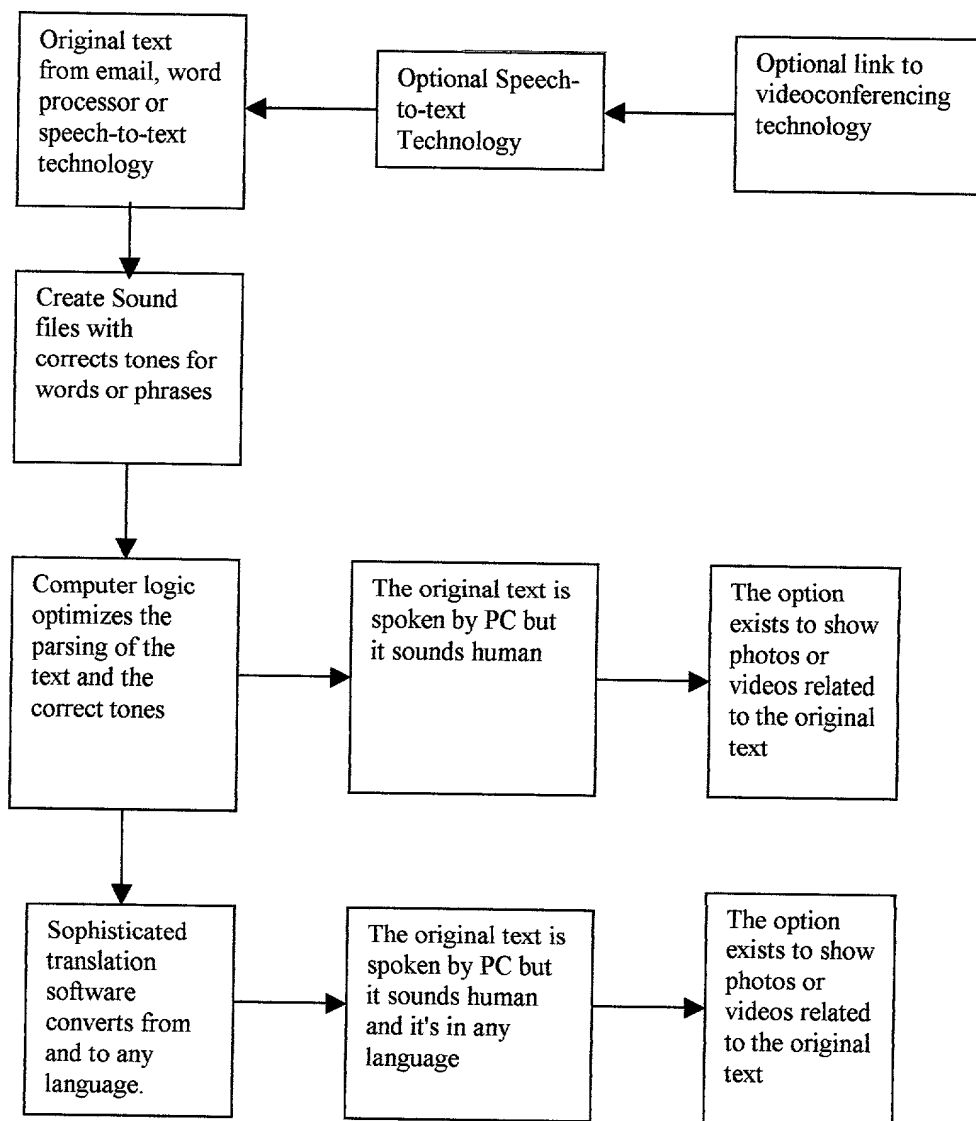 Original text
from email, word
processor or
speech-to-text
technology
Optional Speech-
to-text
Technology
Optional link to
videoconferencing
technology
Create Sound
files with
corrects tones for
words or phrases
Computer logic
optimizes the
parsing of the
text and the
correct tones
The original text is
spoken by PC but
it sounds human
The option
exists to show
photos or
videos related
to the original
text
Sophisticated
translation
software
converts from
and to any
language.
The original text is
spoken by PC but
it sounds human
and it's in any
language
The option
exists to show
photos or
videos related
to the original
text